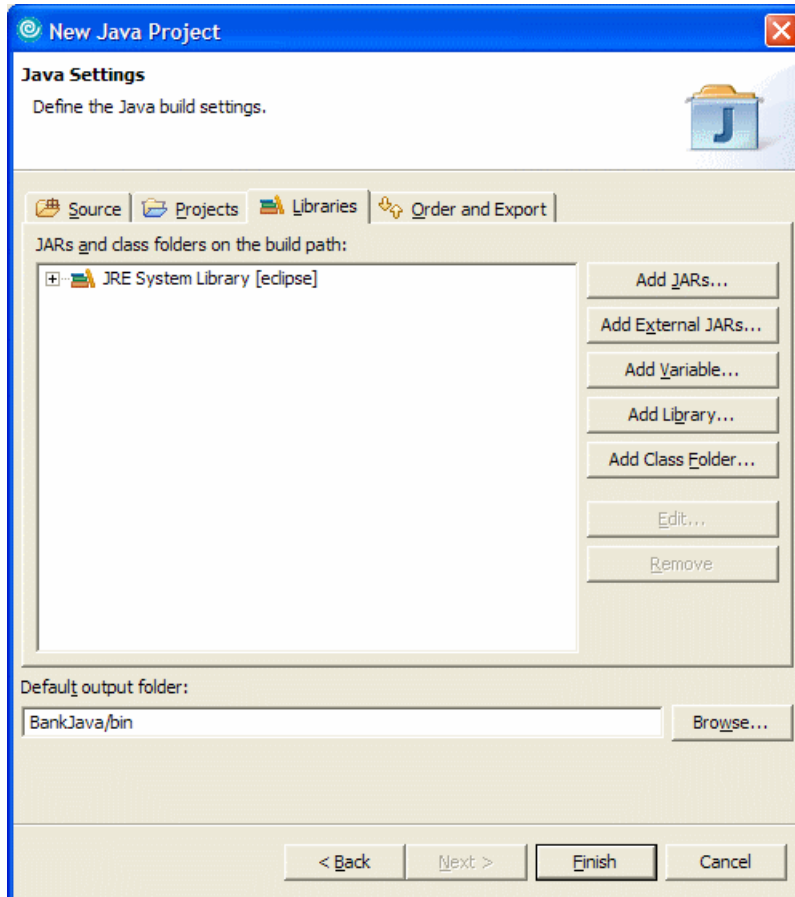 New Java Project
Java Settings
Define the Java build settings.
Source Projects Libraries Order and Export
JARs and class folders on the build path:
JRE System Library [eclipse]
Add JARs...
Add External JARs...
Add Variable...
Add Library...
Add Class Folder...
Edit...
Remove
Default output folder:
BankJava/bin
Browse...
< Back Next > Finish Cancel